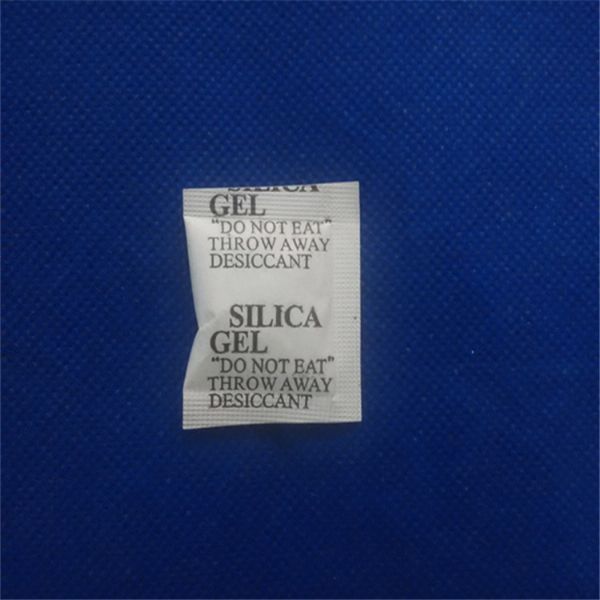 SILICA
GEL
"DO NOT EAT"
THROW AWAY
DESICCANT
SILICA
GEL
"DO NOT EAT"
THROW AWAY
DESICCANT